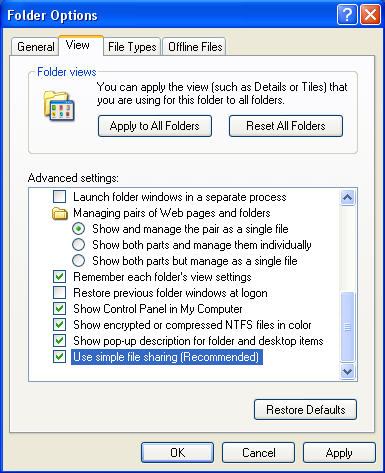 Folder Options
General
View
File Types
Offline Files
Folder views
You can apply the view (such as Details or Tiles) that
you are using for this folder to all folders.
Apply to All Folders
Reset All Folders
Advanced settings:
Launch folder windows in a separate process
Managing pairs of Web pages and folders
Show and manage the pair as a single file
Show both parts and manage them individually
Show both parts but manage as a single file
Remember each folder's view settings
Restore previous folder windows at logon
Show Control Panel in My Computer
Show encrypted or compressed NTFS files in color
Show pop-up description for folder and desktop items
Use simple file sharing (Recommended)
Restore Defaults
OK
Cancel
Apply